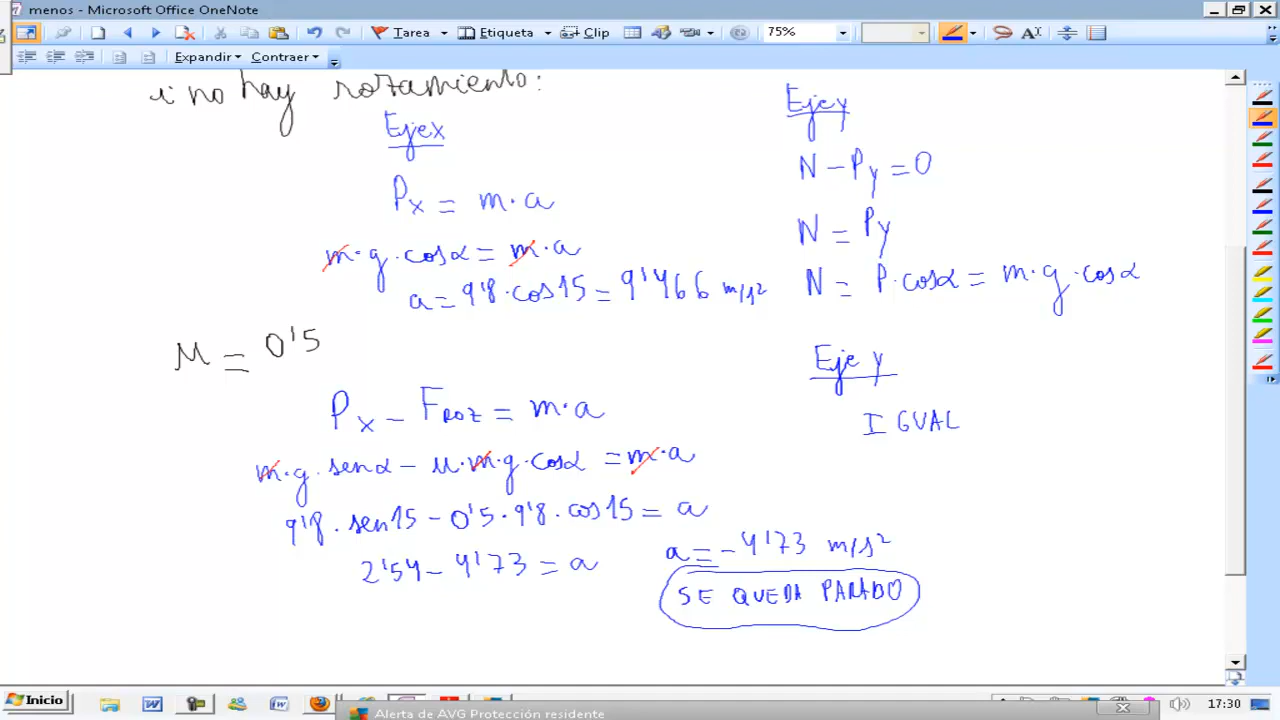 menos - Microsoft Office OneNote
Tarea Etiqueta Clip 75%
Expandir Contraer
no hay rozamiento:
Eje x
Px = m·a
m·g·cosα = m·a
a = 9'8·cos15 = 9'466 m/s²
Eje y
N - Py = 0
N = Py
N = P·cosα = m·g·cosα
M = 0'5
Px - FROZ = m·a
m·g·senα - μ·m·g·cosα = m·a
9'8·sen15 - 0'5·9'8·cos15 = a
2'54 - 4'73 = a
a = -4'73 m/s²
SE QUEDA PARADO
Eje y
IGUAL
Inicio
Alerta de AVG Protección residente
17:30